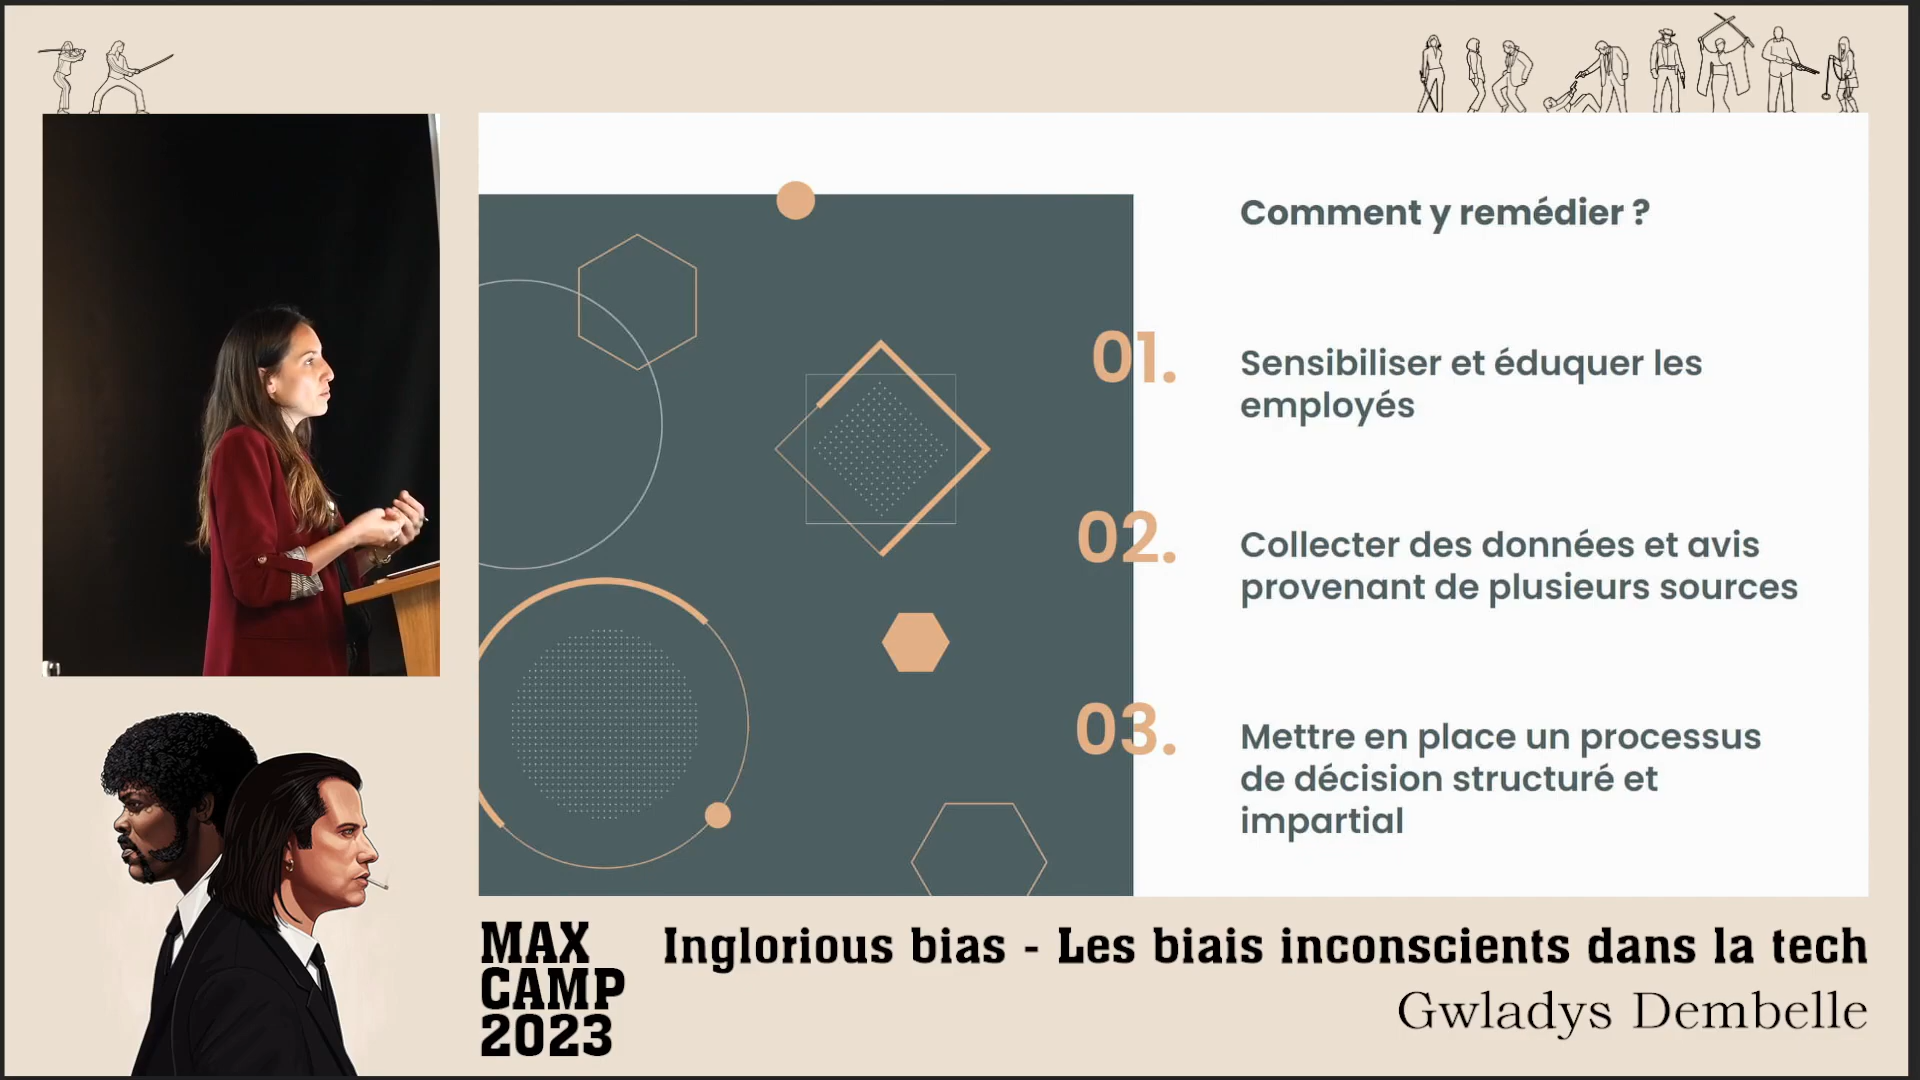 Comment y remédier ?
01.
Sensibiliser et éduquer les
employés
02.
Collecter des données et avis
provenant de plusieurs sources
03.
Mettre en place un processus
de décision structuré et
impartial
MAX
CAMP
2023
Inglorious bias - Les biais inconscients dans la tech
Gwladys Dembelle